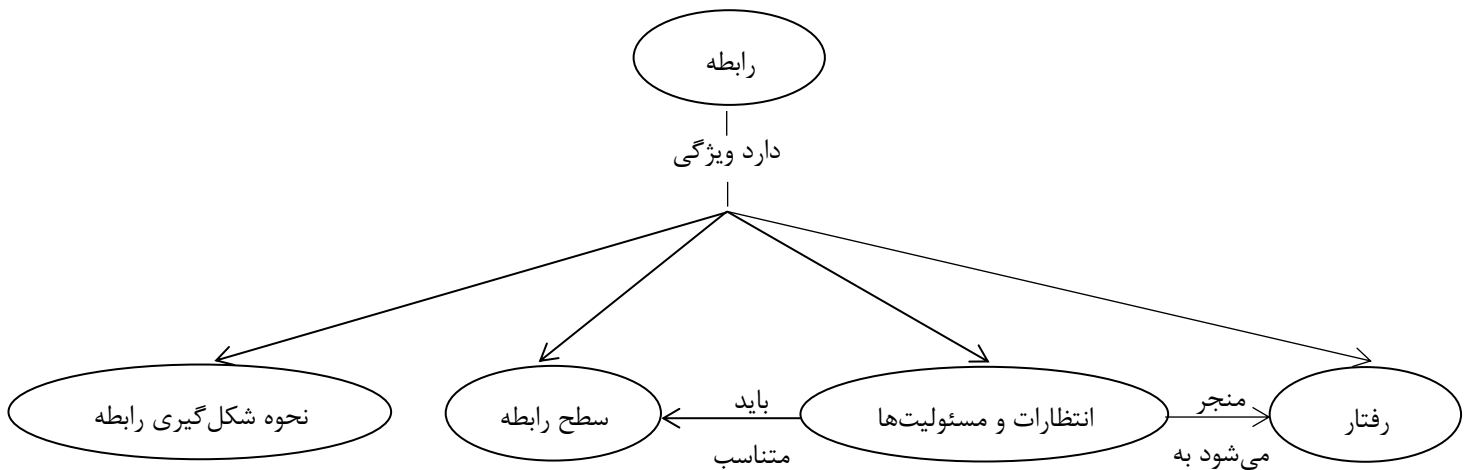 رابطه
دارد ویژگی
رفتار
منجر
می‌شود به
انتظارات و مسئولیت‌ها
باید
متناسب
سطح رابطه
نحوه شکل‌گیری رابطه